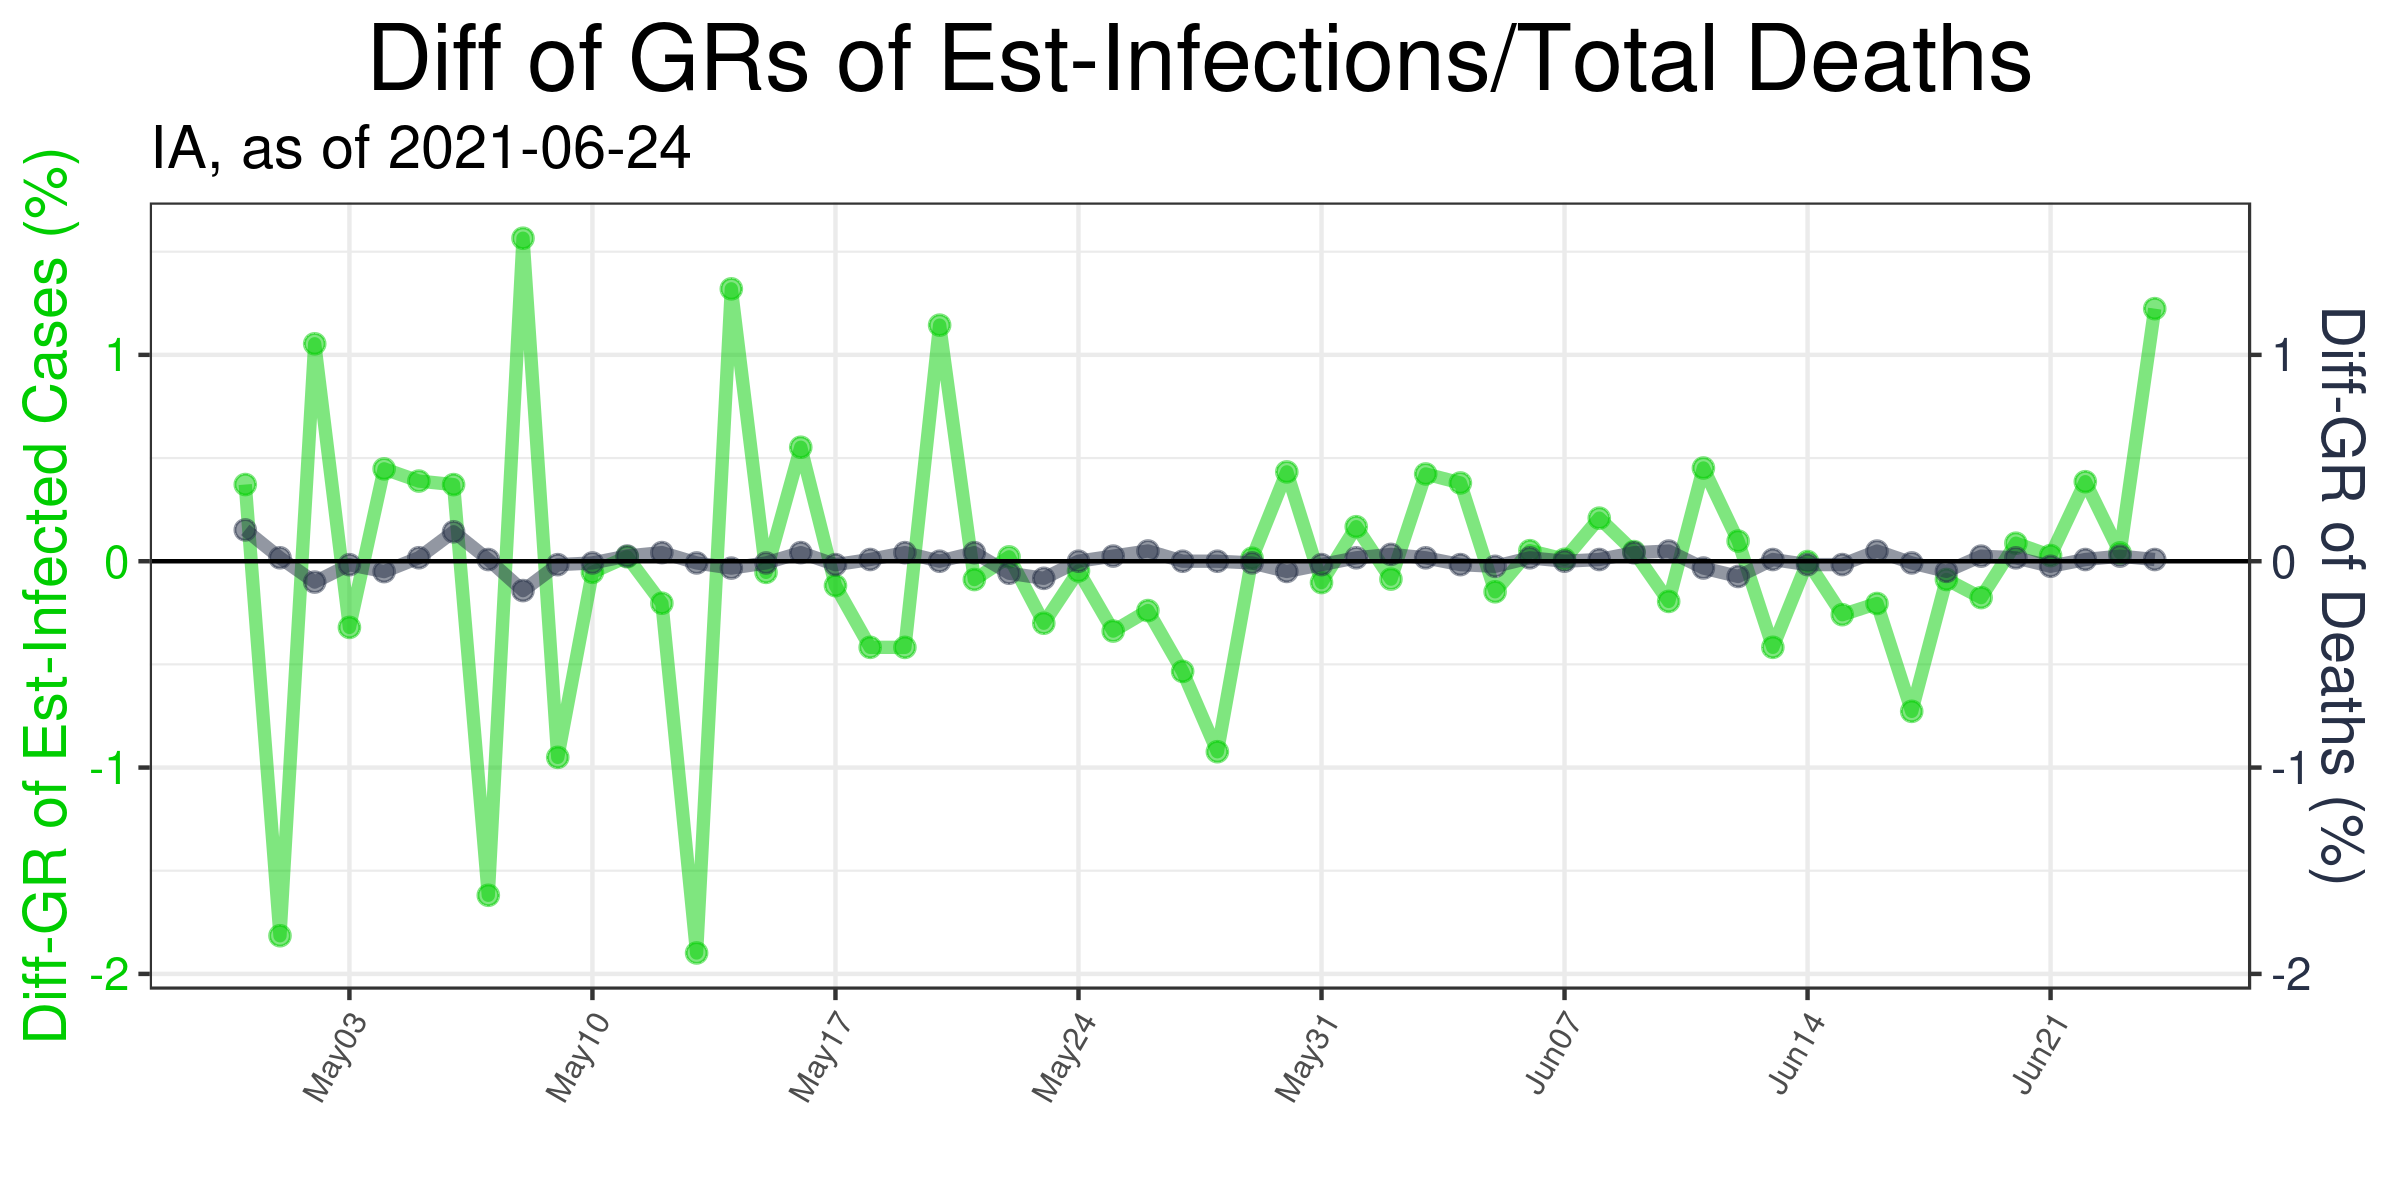 Diff of GRs of Est-Infections/Total Deaths
IA, as of 2021-06-24
Diff-GR of Est-Infected Cases (%)
1
0
-1
-2
1
0
-1
-2
Diff-GR of Deaths (%)
May03
May10
May17
May24
May31
Jun07
Jun14
Jun21